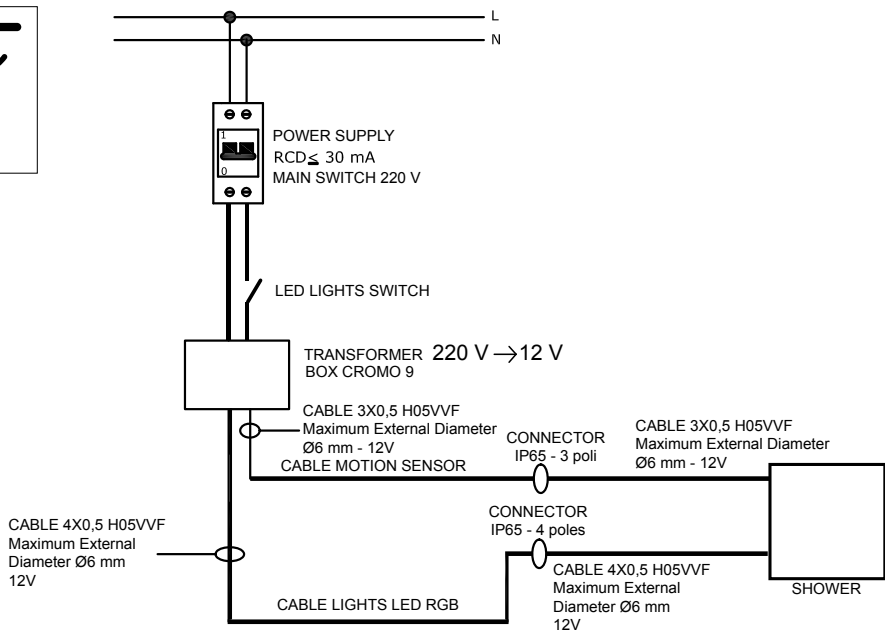 L
N
1
0
POWER SUPPLY
RCD≤ 30 mA
MAIN SWITCH 220 V
LED LIGHTS SWITCH
TRANSFORMER 220 V →12 V
BOX CROMO 9
CABLE 3X0,5 H05VVF
Maximum External Diameter
Ø6 mm - 12V
CABLE MOTION SENSOR
CONNECTOR
IP65 - 3 poli
CABLE 3X0,5 H05VVF
Maximum External Diameter
Ø6 mm - 12V
CONNECTOR
IP65 - 4 poles
CABLE 4X0,5 H05VVF
Maximum External
Diameter Ø6 mm
12V
CABLE LIGHTS LED RGB
CABLE 4X0,5 H05VVF
Maximum External
Diameter Ø6 mm
12V
SHOWER